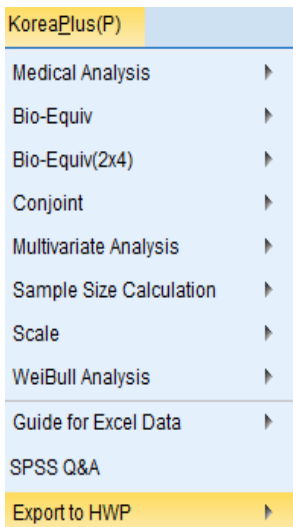 KoreaPlus(P)
Medical Analysis
Bio-Equiv
Bio-Equiv(2x4)
Conjoint
Multivariate Analysis
Sample Size Calculation
Scale
WeiBull Analysis
Guide for Excel Data
SPSS Q&A
Export to HWP